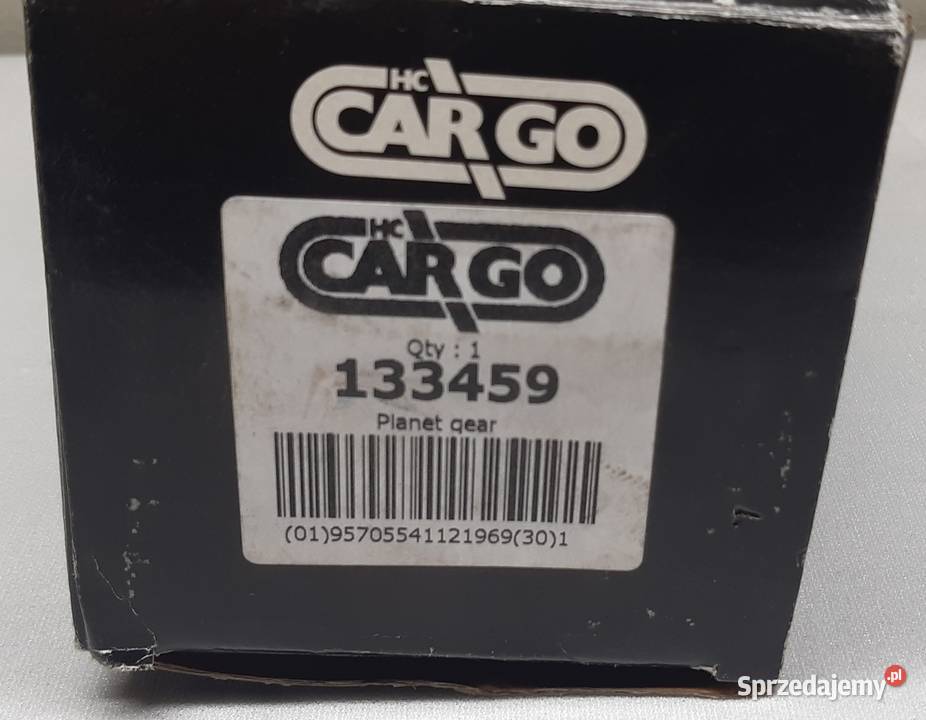 HC
CARGO
HC
CARGO
Qty : 1
133459
Planet gear
(01)95705541121969(30)1
Sprzedajemy.pl